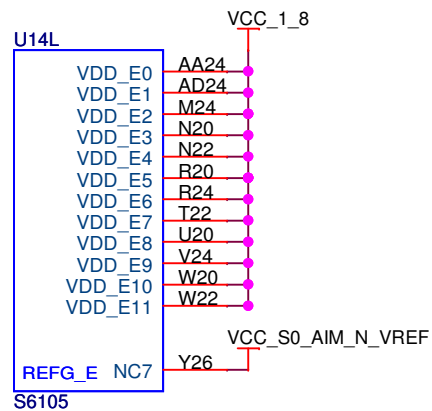 VCC_1_8
U14L
VDD_E0 AA24
VDD_E1 AD24
VDD_E2 M24
VDD_E3 N20
VDD_E4 N22
VDD_E5 R20
VDD_E6 R24
VDD_E7 T22
VDD_E8 U20
VDD_E9 V24
VDD_E10 W20
VDD_E11 W22
VCC_S0_AIM_N_VREF
REFG_E NC7 Y26
S6105